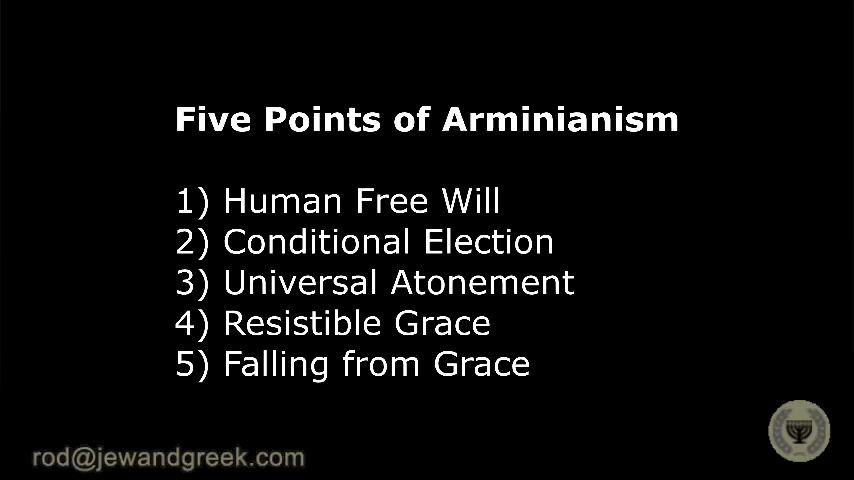 Five Points of Arminianism
1) Human Free Will
2) Conditional Election
3) Universal Atonement
4) Resistible Grace
5) Falling from Grace
rod@jewandgreek.com